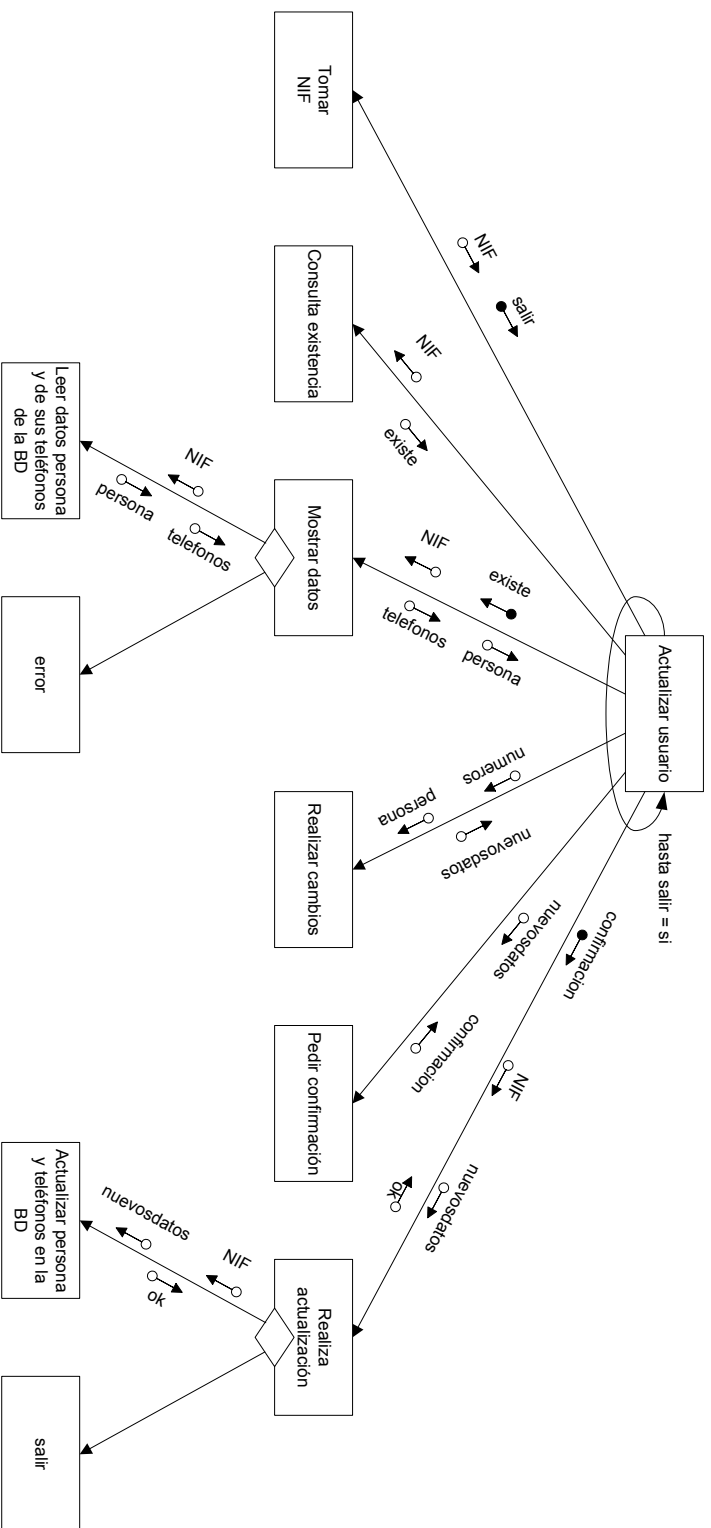 Actualizar usuario
hasta salir = si
NIF
salir
NIF
existe
NIF
existe
telefonos
persona
numeros
persona
nuevosdatos
nuevosdatos
confirmacion
confirmacion
NIF
nuevosdatos
ok
Tomar
NIF
Consulta existencia
Mostrar datos
Realizar cambios
Pedir confirmación
Realiza
actualización
NIF
persona
telefonos
nuevosdatos
NIF
ok
Leer datos persona
y de sus teléfonos
de la BD
error
Actualizar persona
y teléfonos en la
BD
salir